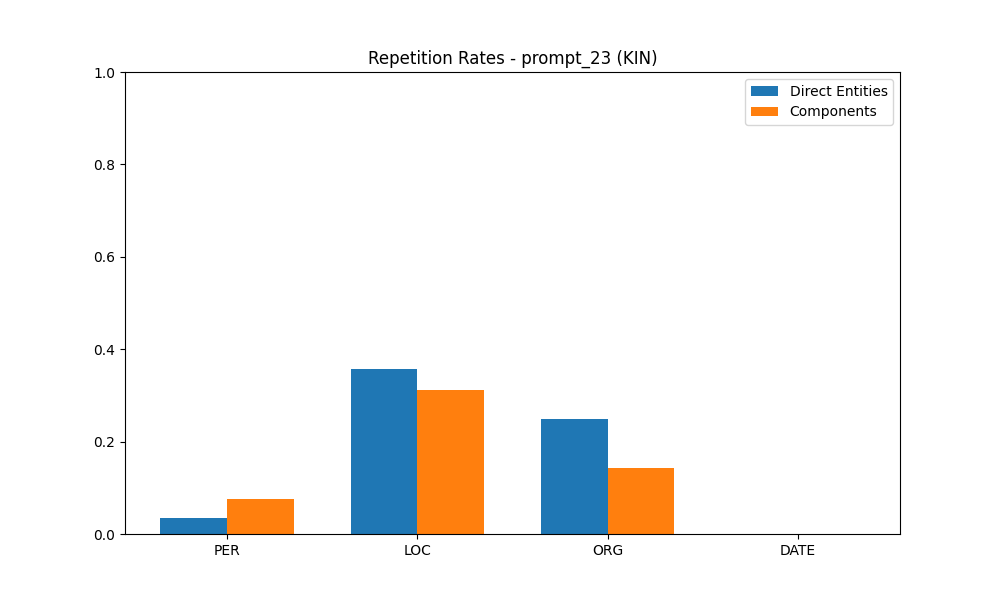 Repetition Rates - prompt_23 (KIN)
1.0
0.8
0.6
0.4
0.2
0.0
Direct Entities
Components
PER LOC ORG DATE